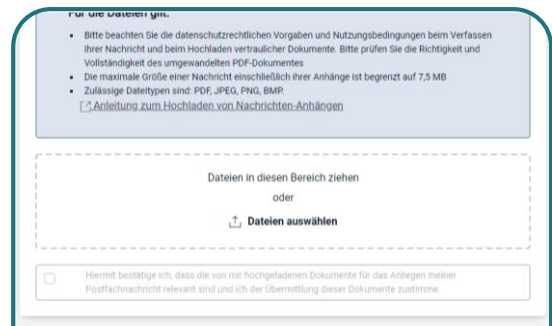 Für die Dateien gilt:
Bitte beachten Sie die datenschutzrechtlichen Vorgaben und Nutzungsbedingungen beim Verfassen
Ihrer Nachricht und beim Hochladen vertraulicher Dokumente. Bitte prüfen Sie die Richtigkeit und
Vollständigkeit des umgewandelten PDF-Dokumentes
Die maximale Größe einer Nachricht einschließlich ihrer Anhänge ist begrenzt auf 7,5 MB
Zulässige Dateitypen sind: PDF, JPEG, PNG, BMP.
Anleitung zum Hochladen von Nachrichten-Anhängen
Dateien in diesen Bereich ziehen
oder
Dateien auswählen
Hiermit bestätige ich, dass die von mir hochgeladenen Dokumente für das Anliegen meiner
Postfachnachricht relevant sind und ich der Übermittlung dieser Dokumente zustimme.